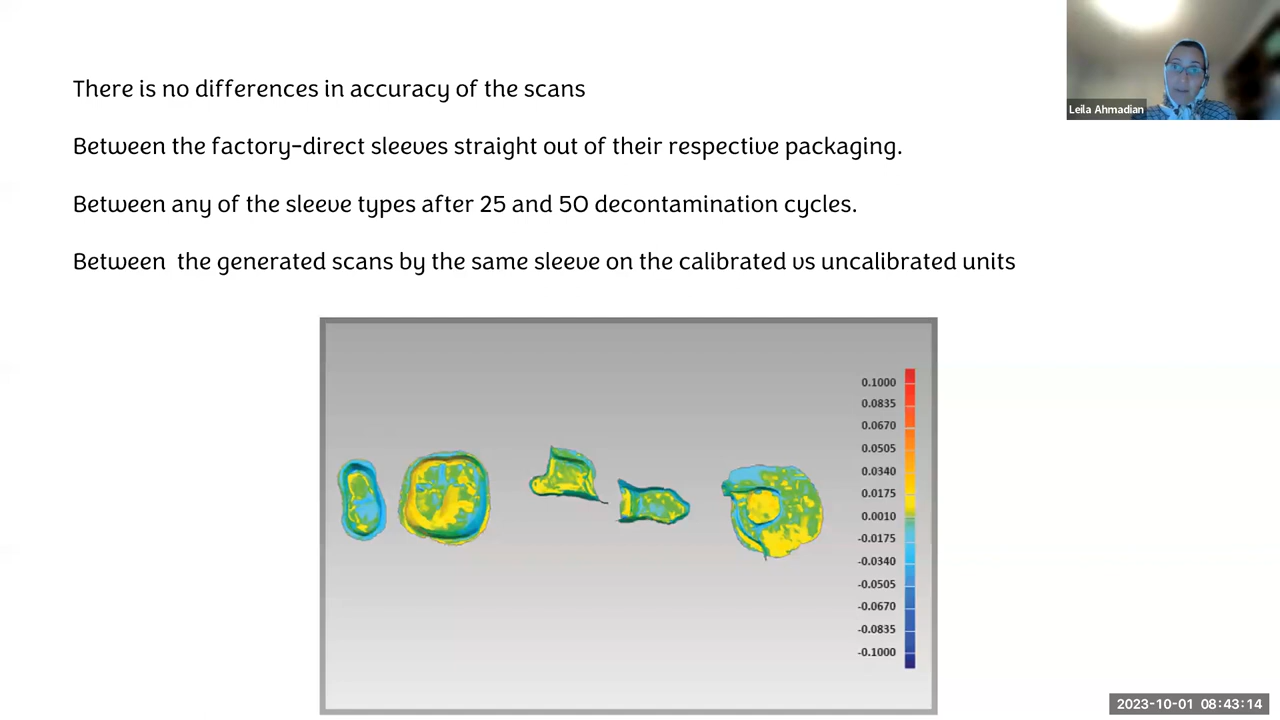 There is no differences in accuracy of the scans
Between the factory-direct sleeves straight out of their respective packaging.
Between any of the sleeve types after 25 and 50 decontamination cycles.
Between the generated scans by the same sleeve on the calibrated vs uncalibrated units
Leila Ahmadian
0.1000
0.0835
0.0670
0.0505
0.0340
0.0175
0.0010
-0.0175
-0.0340
-0.0505
-0.0670
-0.0835
-0.1000
2023-10-01 08:43:14